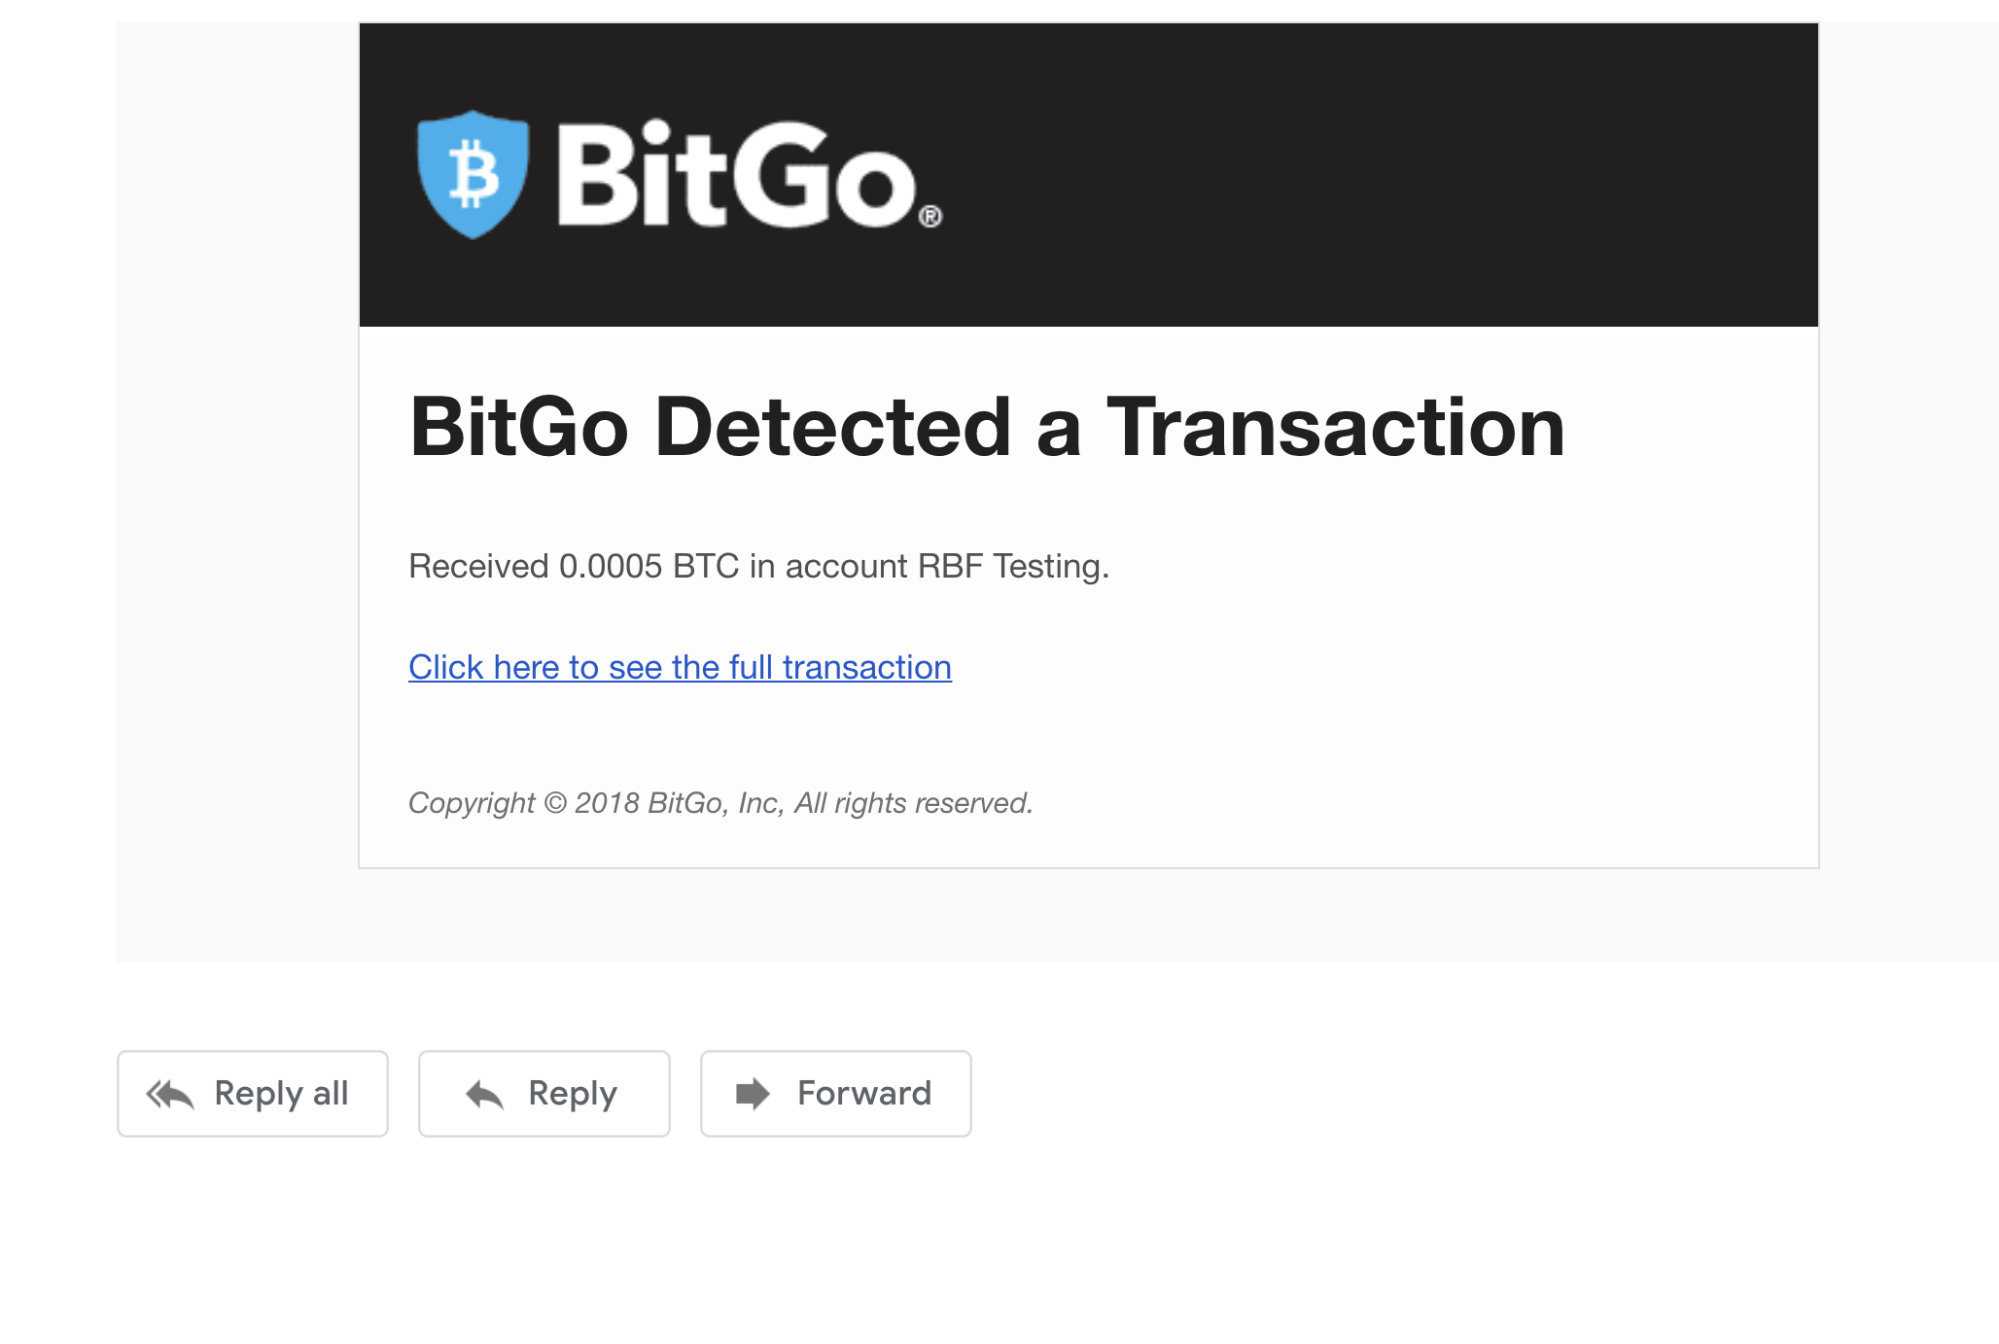 BitGo®
BitGo Detected a Transaction
Received 0.0005 BTC in account RBF Testing.
Click here to see the full transaction
Copyright © 2018 BitGo, Inc, All rights reserved.
Reply all
Reply
Forward